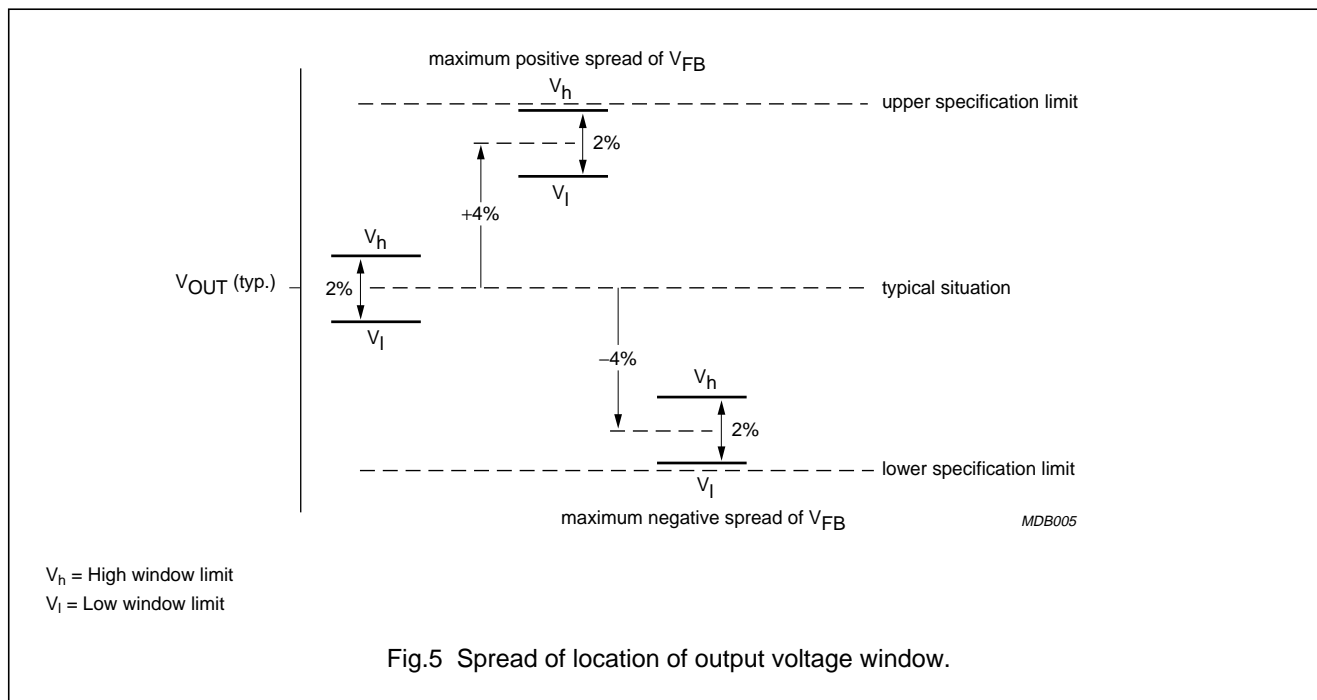 maximum positive spread of VFB
Vh
upper specification limit
2%
Vl
+4%
Vh
VOUT (typ.)
2%
typical situation
Vl
−4%
Vh
2%
lower specification limit
Vl
maximum negative spread of VFB
MDB005
Vh = High window limit
Vl = Low window limit
Fig.5 Spread of location of output voltage window.